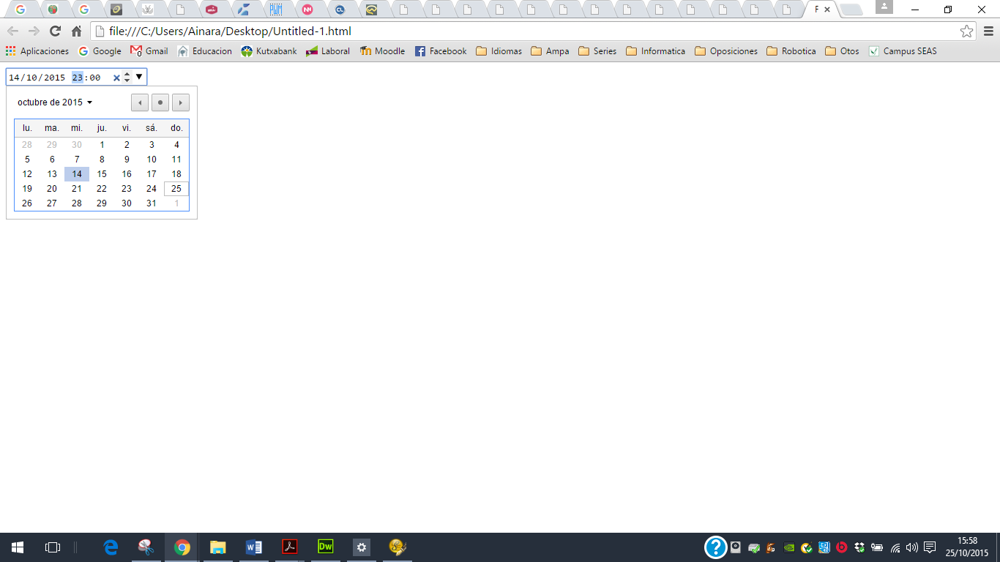 PWM
NN
CL
F
file:///C:/Users/Ainara/Desktop/Untitled-1.html
Aplicaciones Google Gmail Educacion Kutxabank Laboral Moodle Facebook Idiomas Ampa Series Informatica Oposiciones Robotica Otos Campus SEAS
14/10/2015 23:00
octubre de 2015
lu. ma. mi. ju. vi. sá. do.
28 29 30 1 2 3 4
5 6 7 8 9 10 11
12 13 14 15 16 17 18
19 20 21 22 23 24 25
26 27 28 29 30 31 1
Dw
15:58
25/10/2015